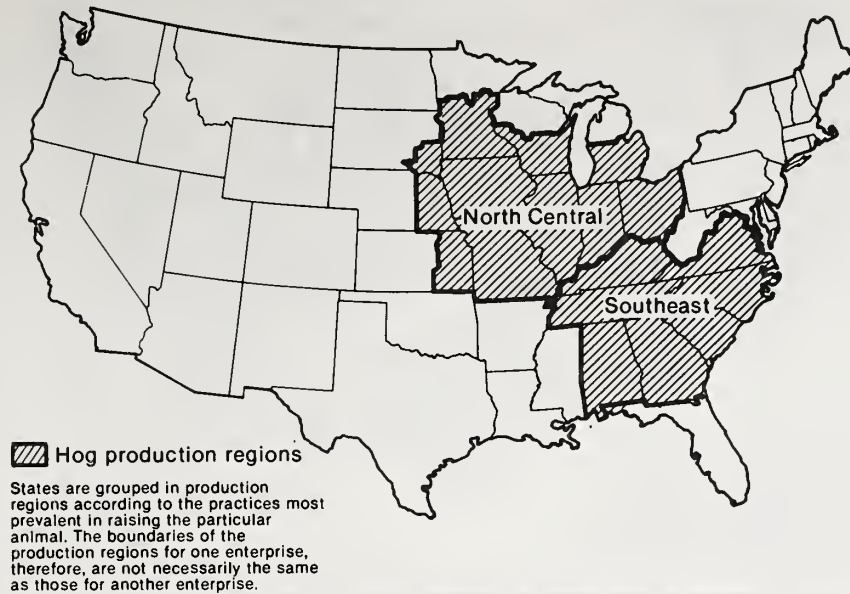 North Central
Southeast
Hog production regions
States are grouped in production
regions according to the practices most
prevalent in raising the particular
animal. The boundaries of the
production regions for one enterprise,
therefore, are not necessarily the same
as those for another enterprise.